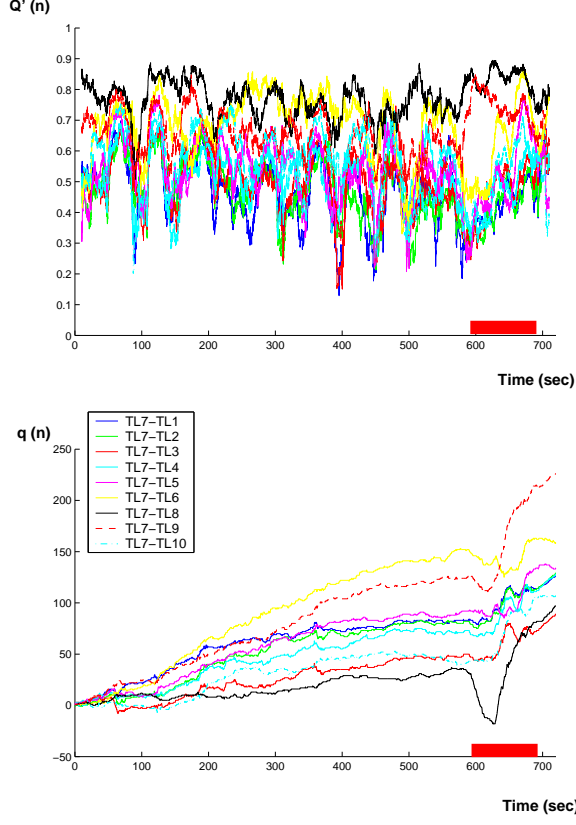 Q' (n)
1
0.9
0.8
0.7
0.6
0.5
0.4
0.3
0.2
0.1
0
0 100 200 300 400 500 600 700
Time (sec)
q (n)
TL7−TL1
TL7−TL2
TL7−TL3
TL7−TL4
TL7−TL5
TL7−TL6
TL7−TL8
TL7−TL9
TL7−TL10
250
200
150
100
50
0
−50
0 100 200 300 400 500 600 700
Time (sec)